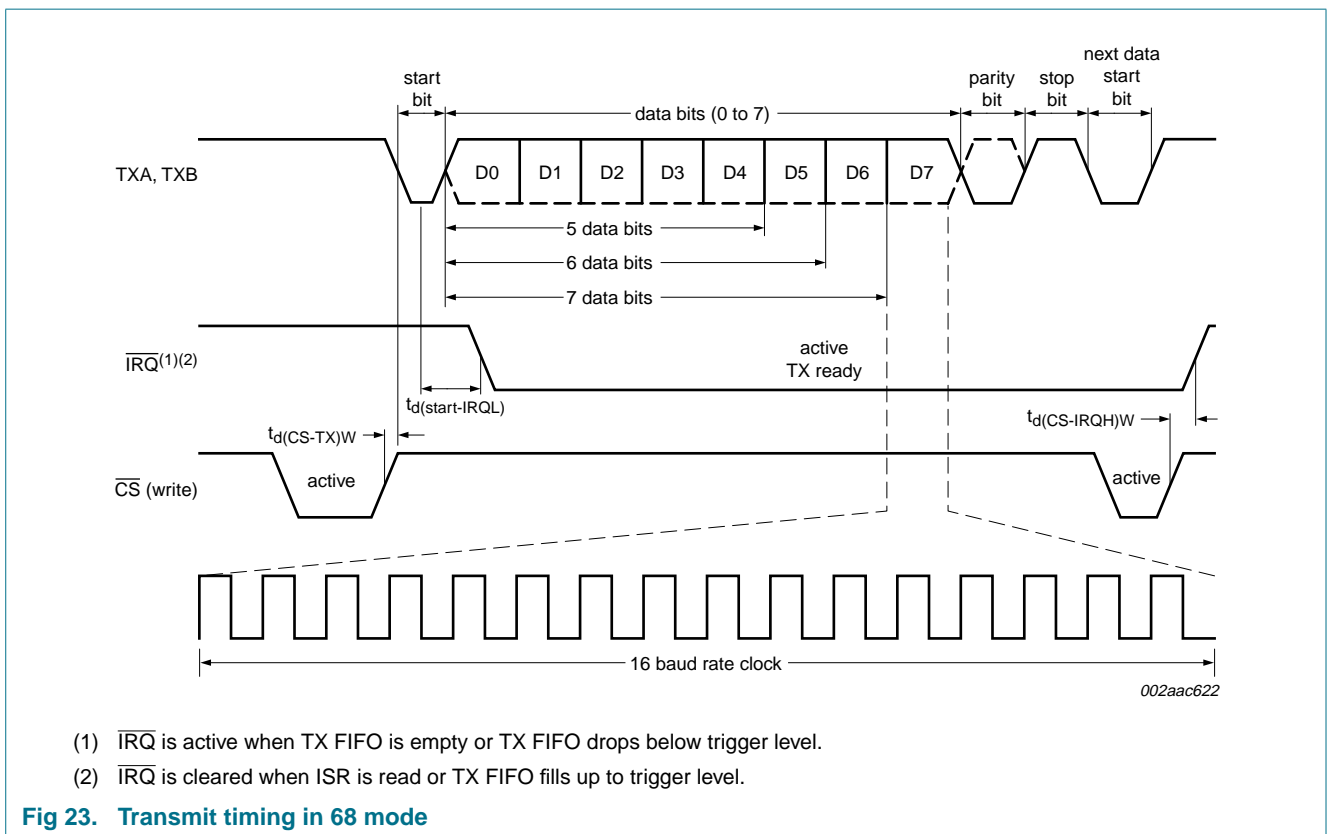 start
bit
data bits (0 to 7)
parity
bit
stop
bit
next data
start
bit
TXA, TXB
D0
D1
D2
D3
D4
D5
D6
D7
5 data bits
6 data bits
7 data bits
IRQ(1)(2)
active
TX ready
td(start-IRQL)
td(CS-TX)W
td(CS-IRQH)W
CS (write)
active
active
16 baud rate clock
002aac622
(1) IRQ is active when TX FIFO is empty or TX FIFO drops below trigger level.
(2) IRQ is cleared when ISR is read or TX FIFO fills up to trigger level.
Fig 23. Transmit timing in 68 mode